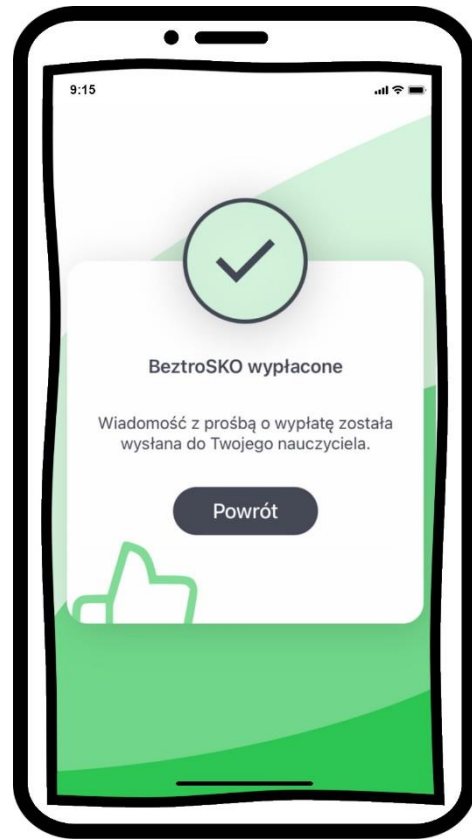 9:15
BeztroSKO wypłacone
Wiadomość z prośbą o wypłatę została
wysłana do Twojego nauczyciela.
Powrót